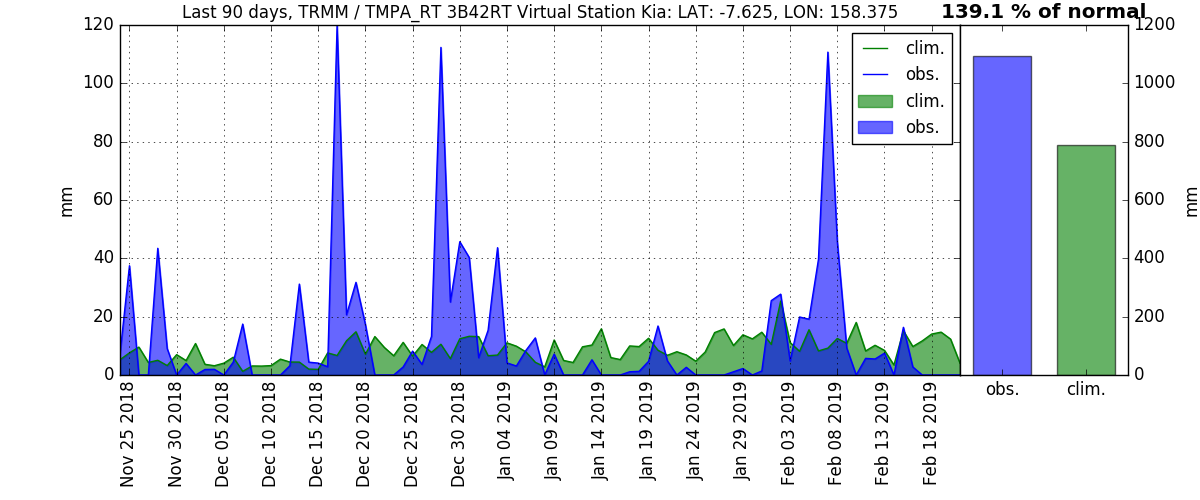 Last 90 days, TRMM / TMPA_RT 3B42RT Virtual Station Kia: LAT: -7.625, LON: 158.375
139.1 % of normal
clim.
obs.
clim.
obs.
mm
120
100
80
60
40
20
0
Nov 25 2018
Nov 30 2018
Dec 05 2018
Dec 10 2018
Dec 15 2018
Dec 20 2018
Dec 25 2018
Dec 30 2018
Jan 04 2019
Jan 09 2019
Jan 14 2019
Jan 19 2019
Jan 24 2019
Jan 29 2019
Feb 03 2019
Feb 08 2019
Feb 13 2019
Feb 18 2019
1200
1000
800
600
400
200
0
mm
obs.
clim.